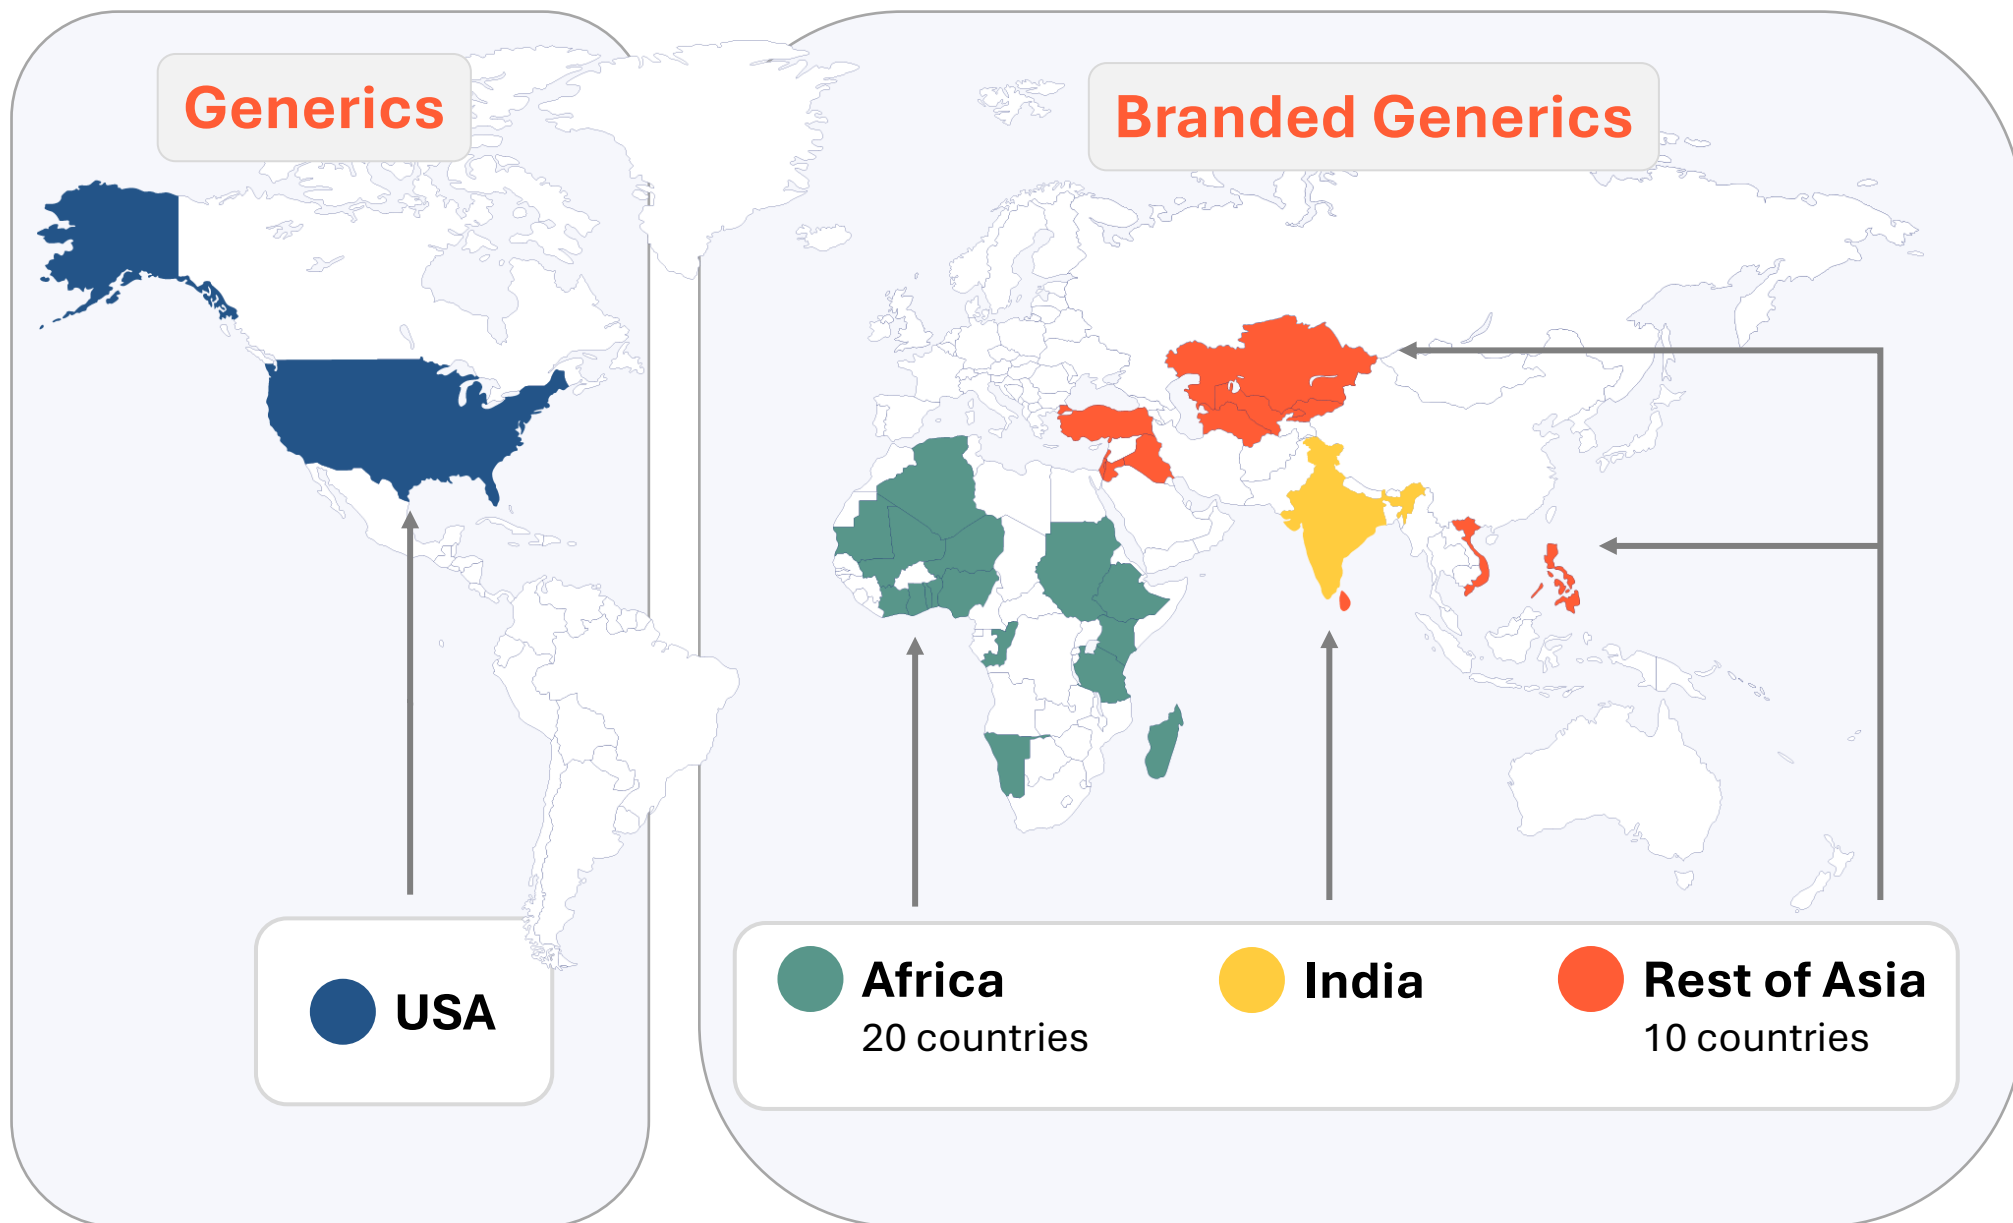 Generics
Branded Generics
USA
Africa
20 countries
India
Rest of Asia
10 countries